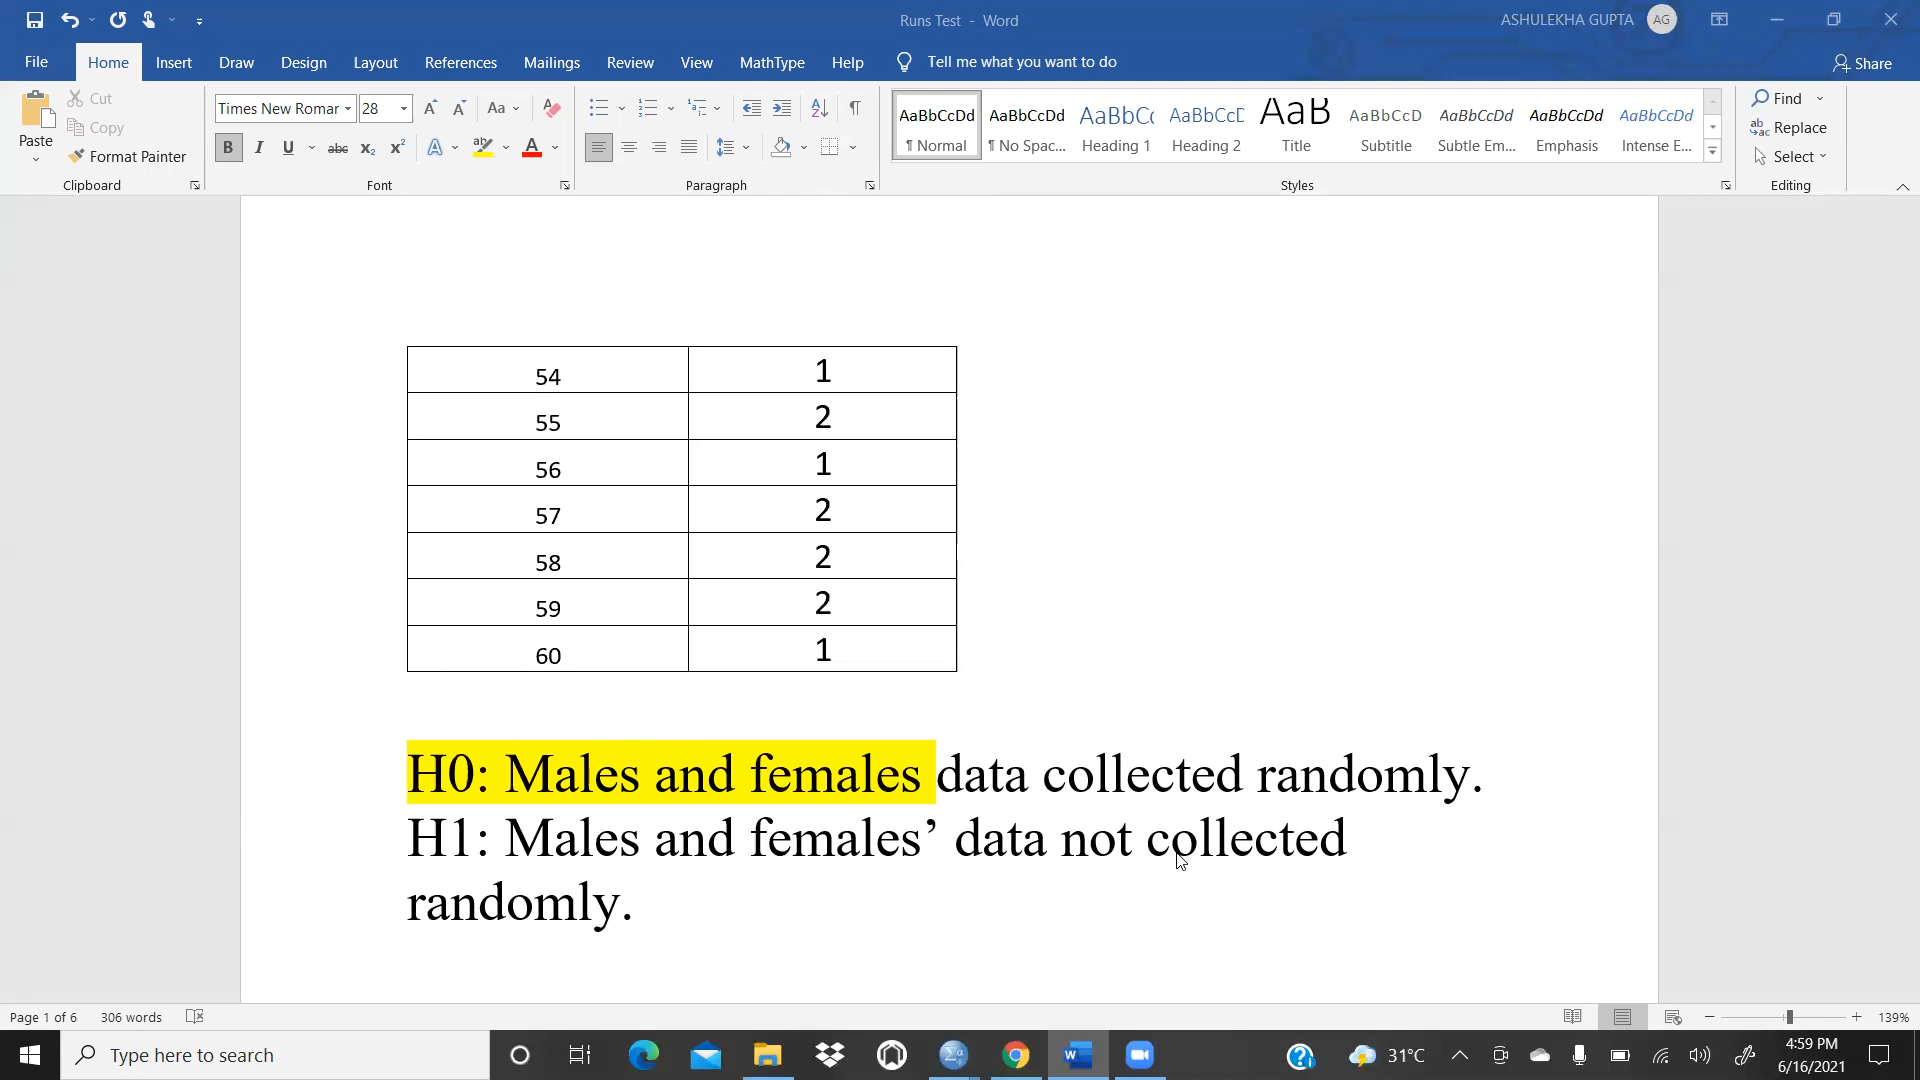 Runs Test - Word
ASHULEKHA GUPTA
AG
File Home Insert Draw Design Layout References Mailings Review View MathType Help Tell me what you want to do
Share
Paste
Cut
Copy
Format Painter
Clipboard
Times New Romar 28
Aa
B I U abc x₂ x² A A
Font
Paragraph
AaBbCcDd
¶ Normal
AaBbCcDd
¶ No Spac...
AaBbCc
Heading 1
AaBbCcD
Heading 2
AaB
Title
AaBbCcD
Subtitle
AaBbCcDd
Subtle Em...
AaBbCcDd
Emphasis
AaBbCcDd
Intense E...
Styles
Find
Replace
Select
Editing
54 1
55 2
56 1
57 2
58 2
59 2
60 1
H0: Males and females data collected randomly.
H1: Males and females’ data not collected
randomly.
Page 1 of 6 306 words
139%
Type here to search
31°C
4:59 PM
6/16/2021